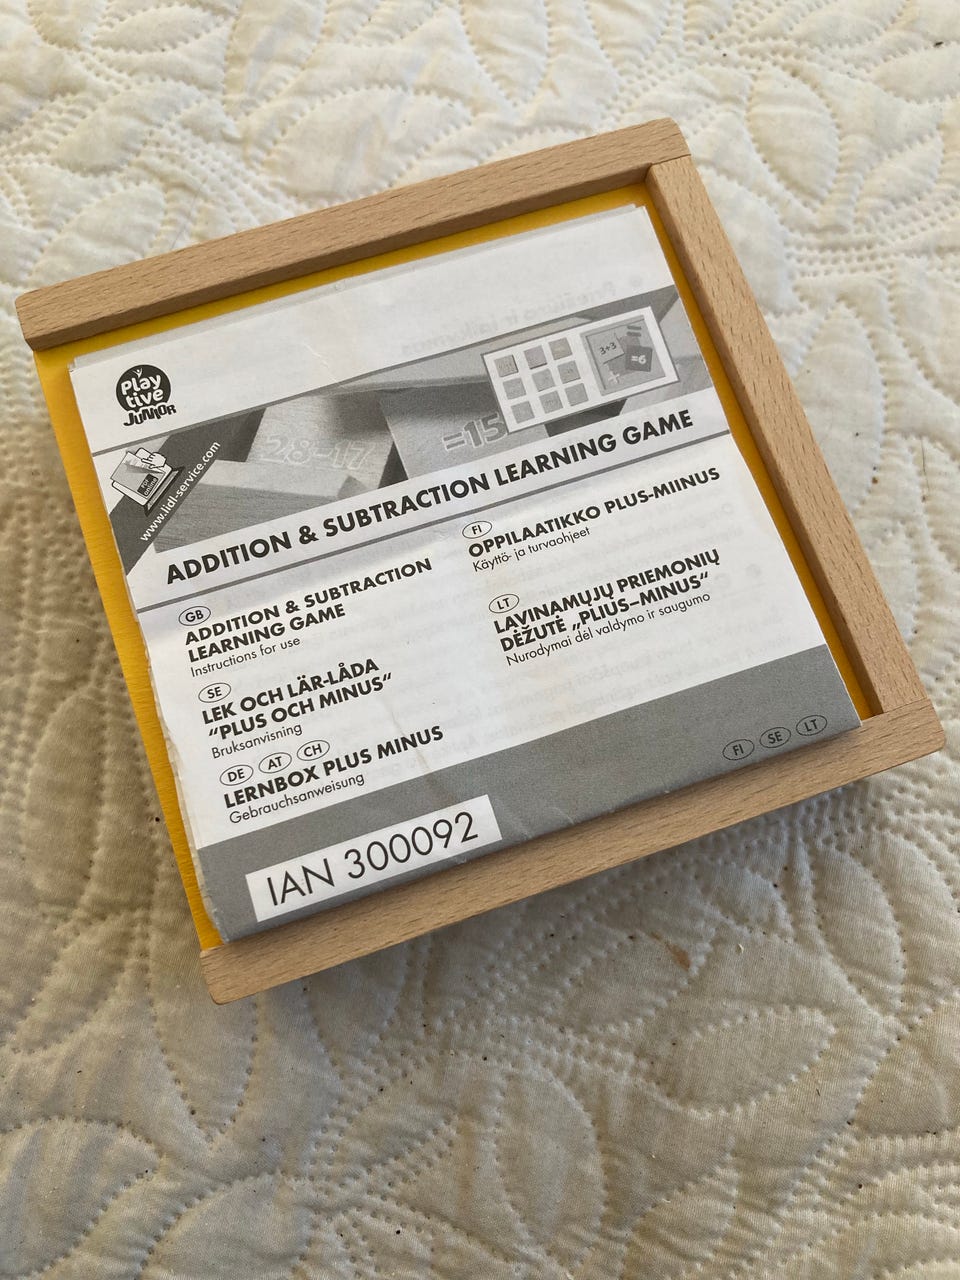 Play
tive
JUNIOR
PDF
online
www.lidl-service.com
28-17
=15
3+3
=6
ADDITION & SUBTRACTION LEARNING GAME
GB
ADDITION & SUBTRACTION
LEARNING GAME
Instructions for use
SE
LEK OCH LÄR-LÅDA
“PLUS OCH MINUS“
Bruksanvisning
DE AT CH
LERNBOX PLUS MINUS
Gebrauchsanweisung
FI
OPPILAATIKKO PLUS-MIINUS
Käyttö- ja turvaohjeet
LT
LAVINAMŲJŲ PRIEMONIŲ
DĖŽUTĖ „PLIUS–MINUS“
Nurodymai dėl valdymo ir saugumo
IAN 300092
FI SE LT